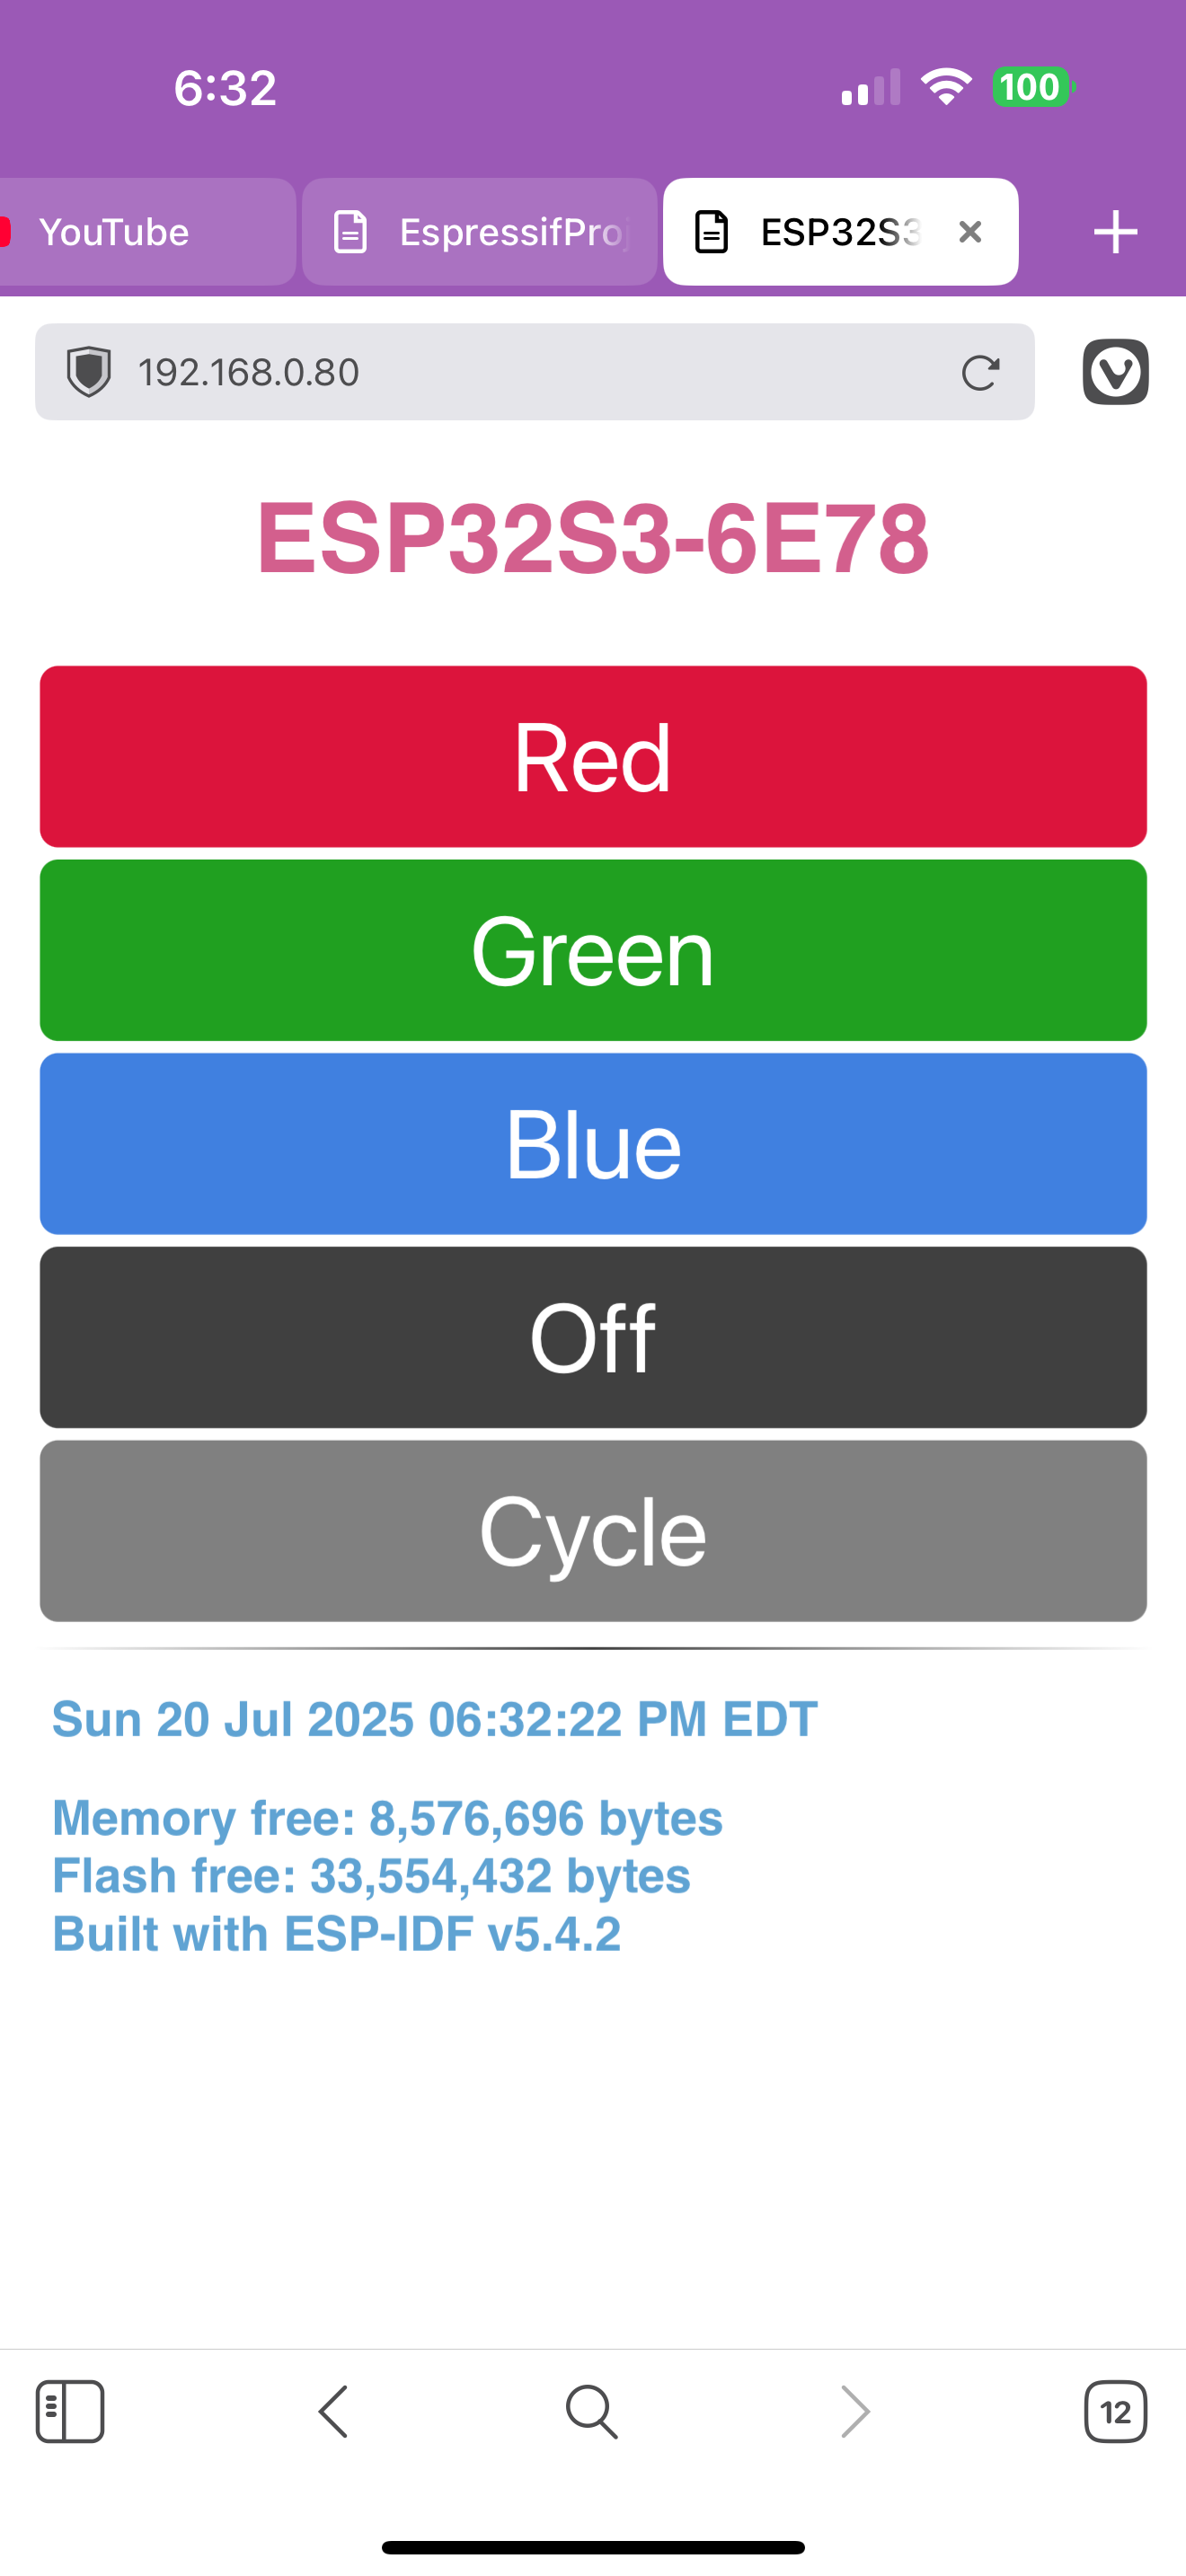 6:32
100
YouTube
EspressifProj
ESP32S3
192.168.0.80
ESP32S3-6E78
Red
Green
Blue
Off
Cycle
Sun 20 Jul 2025 06:32:22 PM EDT
Memory free: 8,576,696 bytes
Flash free: 33,554,432 bytes
Built with ESP-IDF v5.4.2
12